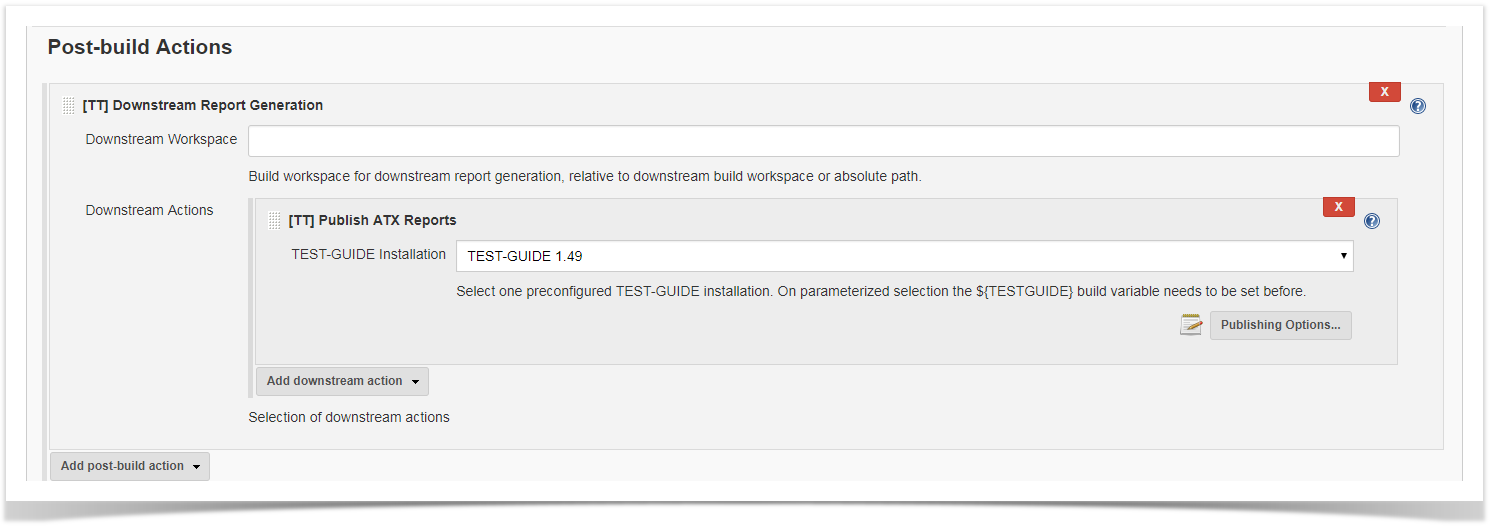 Post-build Actions
X
[TT] Downstream Report Generation
?
Downstream Workspace
Build workspace for downstream report generation, relative to downstream build workspace or absolute path.
Downstream Actions
X
[TT] Publish ATX Reports
?
TEST-GUIDE Installation
TEST-GUIDE 1.49
Select one preconfigured TEST-GUIDE installation. On parameterized selection the ${TESTGUIDE} build variable needs to be set before.
Publishing Options...
Add downstream action
Selection of downstream actions
Add post-build action